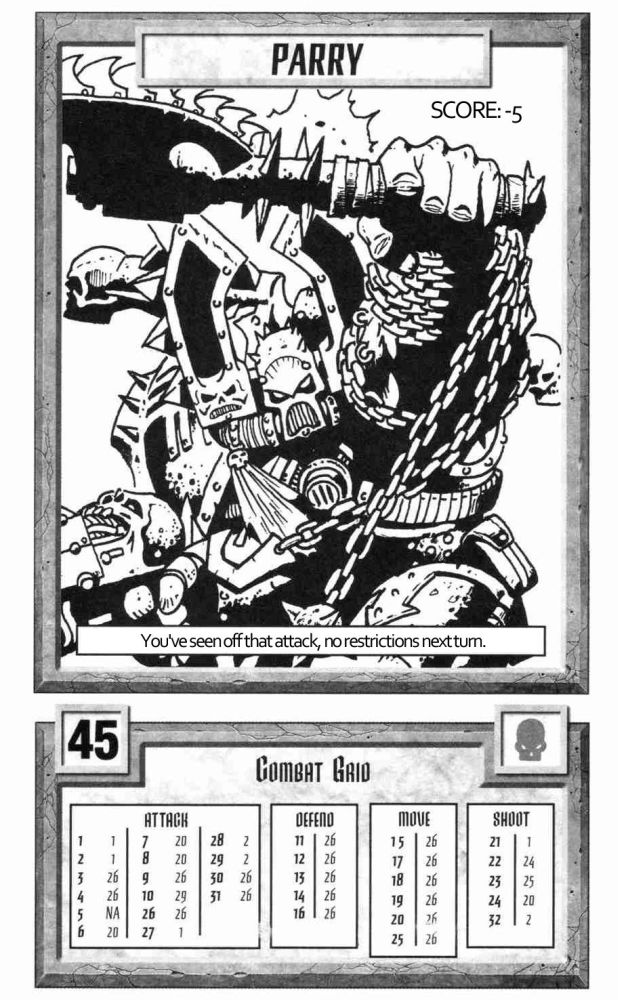 PARRY
SCORE: -5
You've seen off that attack, no restrictions next turn.
45
COMBAT GRID
ATTACK
1 1 7 20 28 2
2 1 8 20 29 2
3 26 9 26 30 26
4 26 10 29 31 26
5 NA 26 26
6 20 27 1
DEFEND
11 26
12 26
13 26
14 26
16 26
MOVE
15 26
17 26
18 26
19 26
20 26
25 26
SHOOT
21 1
22 24
23 25
24 20
32 2